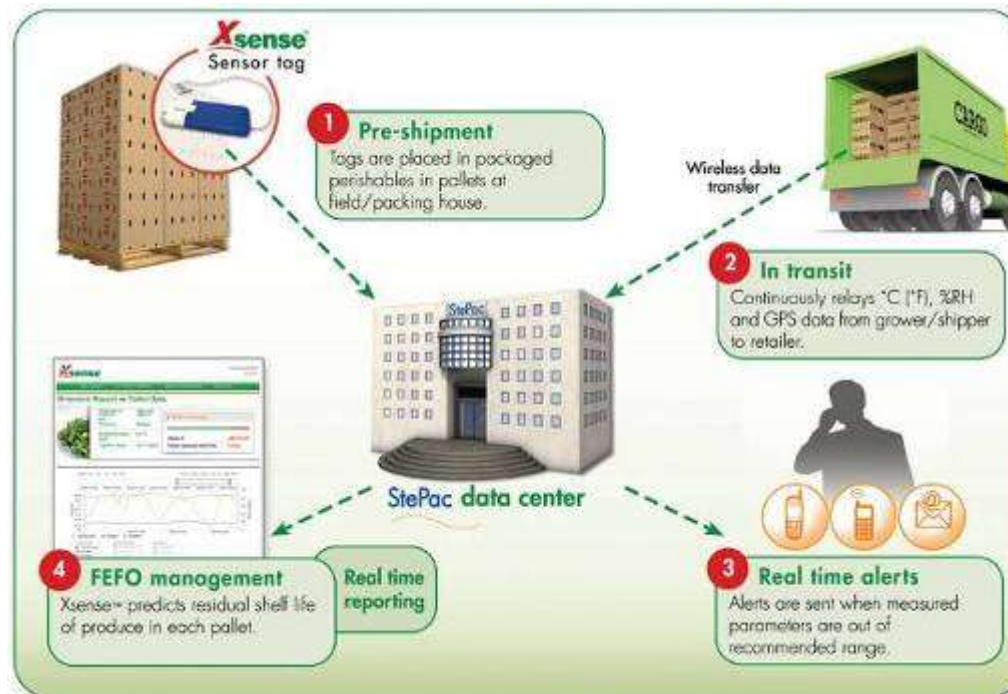 Xsense
Sensor tag
1 Pre-shipment
Tags are placed in packaged
perishables in pallets at
field/packing house.
Wireless data
transfer
CARGO
2 In transit
Continuously relays °C (°F), %RH
and GPS data from grower/shipper
to retailer.
StePac
StePac data center
Xsense
4 FEFO management
Xsense™ predicts residual shelf life
of produce in each pallet.
Real time
reporting
3 Real time alerts
Alerts are sent when measured
parameters are out of
recommended range.